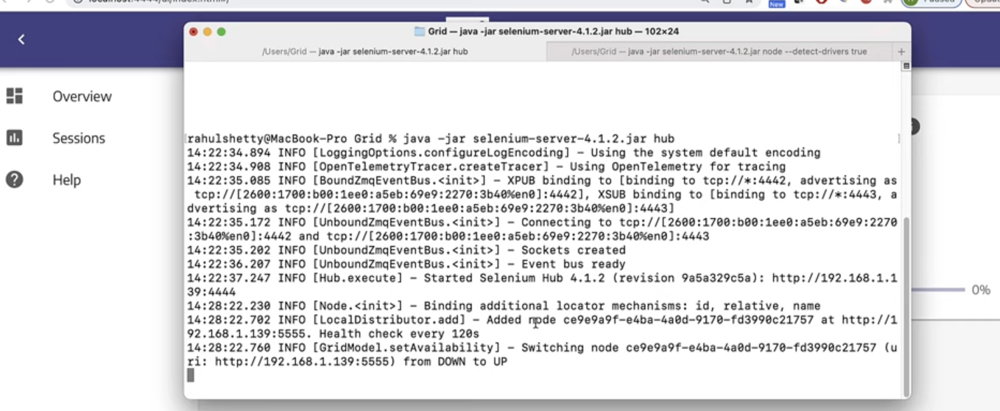 New
Paused
Grid — java -jar selenium-server-4.1.2.jar hub — 102×24
/Users/Grid — java -jar selenium-server-4.1.2.jar hub
/Users/Grid — java -jar selenium-server-4.1.2.jar node --detect-drivers true
+
Overview
Sessions
Help
[rahulshetty@MacBook-Pro Grid % java -jar selenium-server-4.1.2.jar hub ]
14:22:34.894 INFO [LoggingOptions.configureLogEncoding] - Using the system default encoding
14:22:34.908 INFO [OpenTelemetryTracer.createTracer] - Using OpenTelemetry for tracing
14:22:35.085 INFO [BoundZmqEventBus.<init>] - XPUB binding to [binding to tcp://*:4442, advertising as
tcp://[2600:1700:b00:1ee0:a5eb:69e9:2270:3b40%en0]:4442], XSUB binding to [binding to tcp://*:4443, a
dvertising as tcp://[2600:1700:b00:1ee0:a5eb:69e9:2270:3b40%en0]:4443]
14:22:35.172 INFO [UnboundZmqEventBus.<init>] - Connecting to tcp://[2600:1700:b00:1ee0:a5eb:69e9:2270
:3b40%en0]:4442 and tcp://[2600:1700:b00:1ee0:a5eb:69e9:2270:3b40%en0]:4443
14:22:35.202 INFO [UnboundZmqEventBus.<init>] - Sockets created
14:22:36.207 INFO [UnboundZmqEventBus.<init>] - Event bus ready
14:22:37.247 INFO [Hub.execute] - Started Selenium Hub 4.1.2 (revision 9a5a329c5a): http://192.168.1.1
39:4444
14:28:22.230 INFO [Node.<init>] - Binding additional locator mechanisms: id, relative, name
14:28:22.702 INFO [LocalDistributor.add] - Added node ce9e9a9f-e4ba-4a0d-9170-fd3990c21757 at http://1
92.168.1.139:5555. Health check every 120s
14:28:22.760 INFO [GridModel.setAvailability] - Switching node ce9e9a9f-e4ba-4a0d-9170-fd3990c21757 (u
ri: http://192.168.1.139:5555) from DOWN to UP
0%